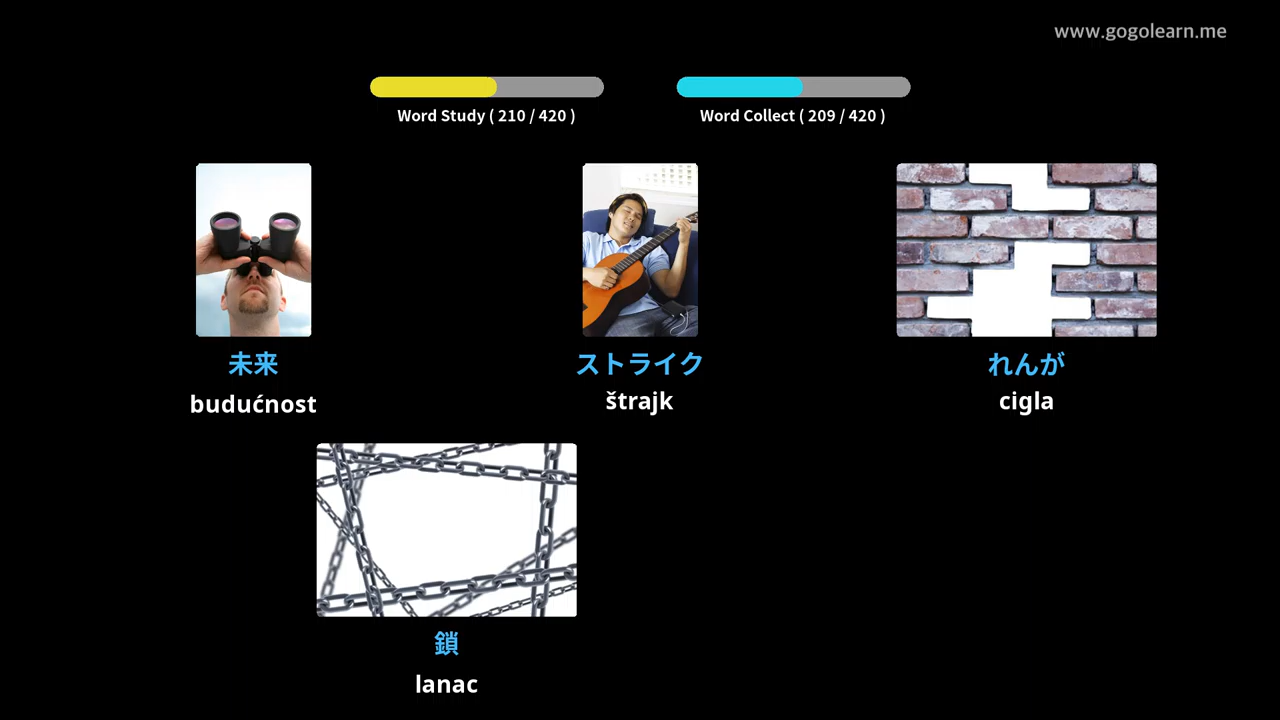 www.gogolearn.me
Word Study ( 210 / 420 )
Word Collect ( 209 / 420 )
未来
budućnost
ストライク
štrajk
れんが
cigla
鎖
lanac